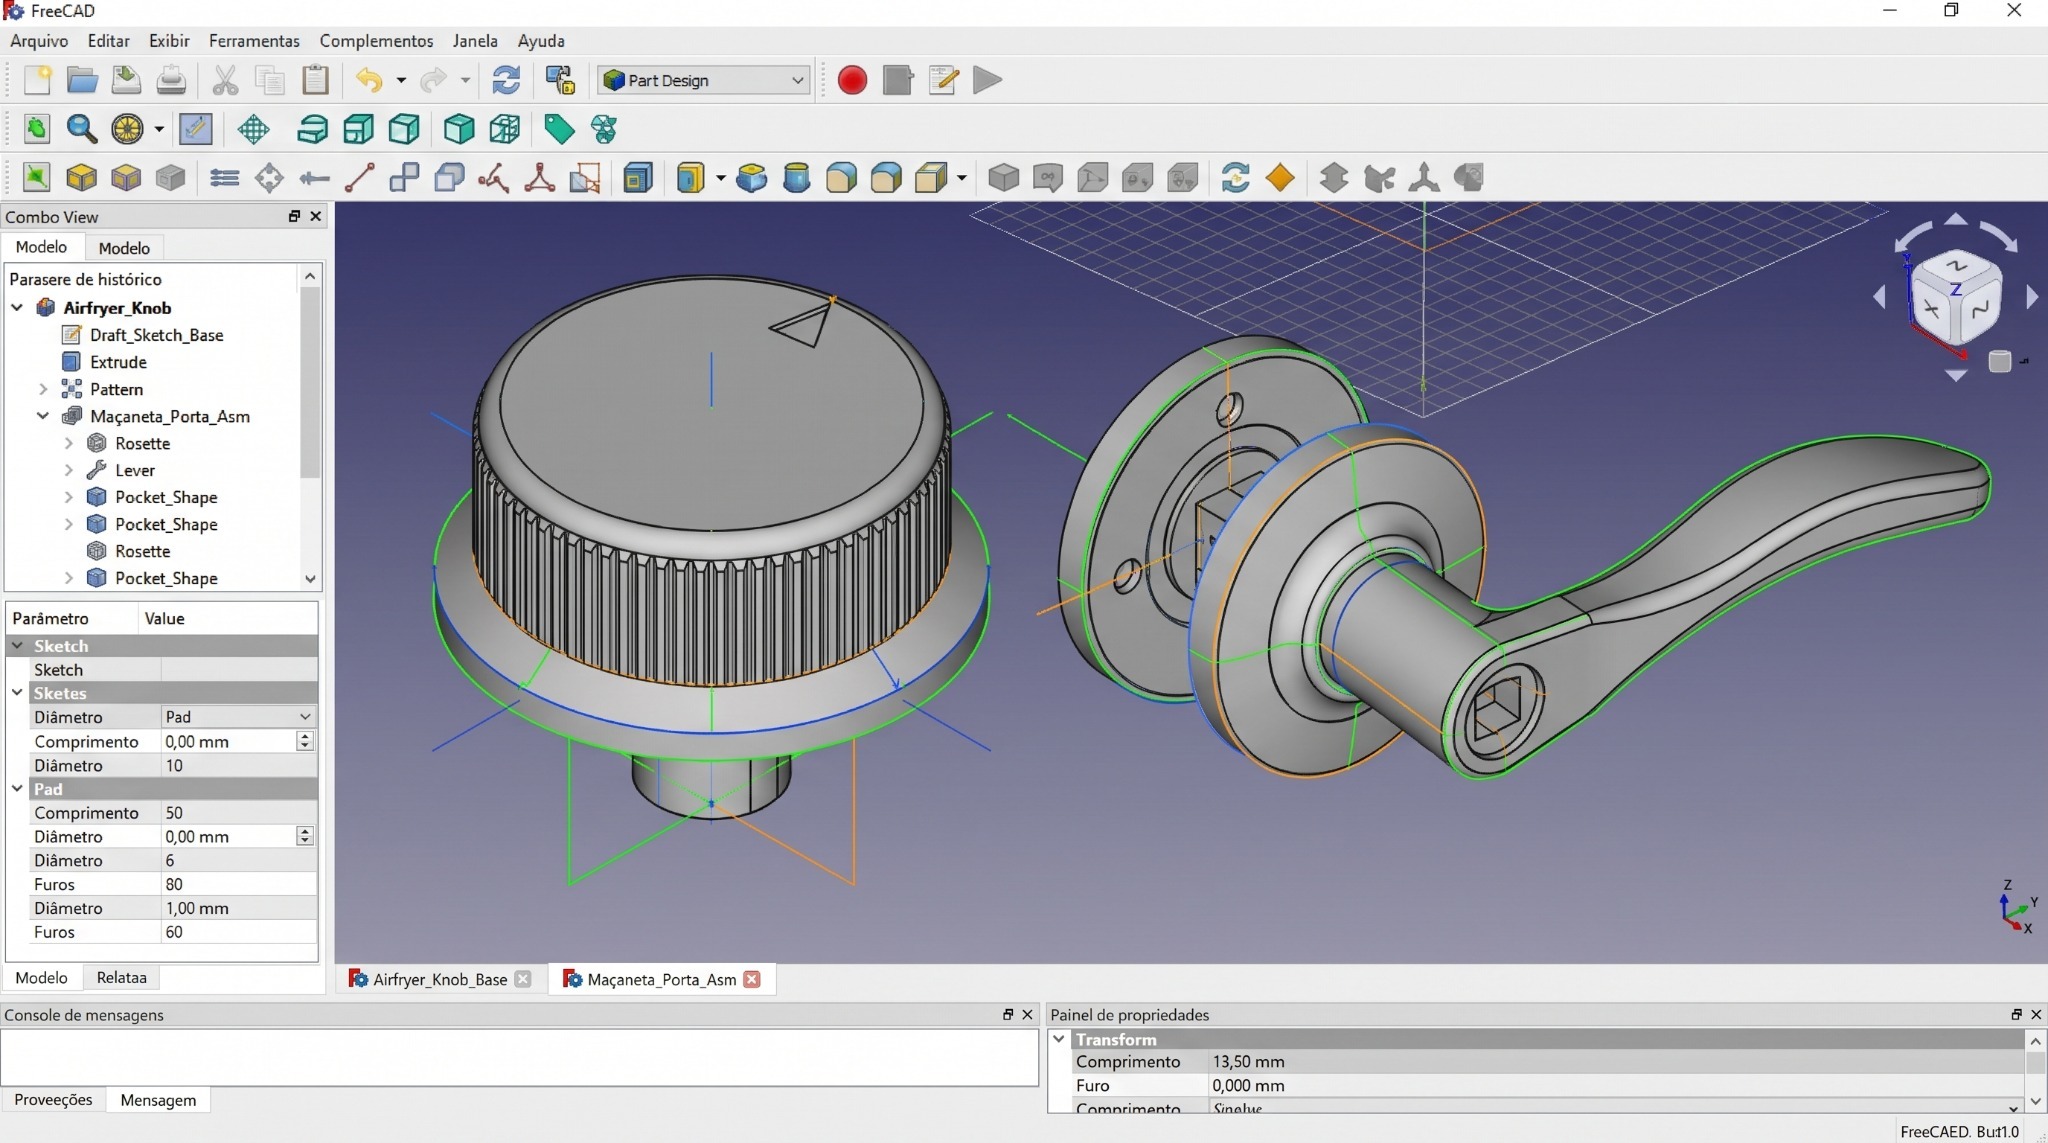 FreeCAD
Arquivo Editar Exibir Ferramentas Complementos Janela Ayuda
Part Design
Combo View
Modelo Modelo
Parasere de histórico
Airfryer_Knob
Draft_Sketch_Base
Extrude
Pattern
Maçaneta_Porta_Asm
Rosette
Lever
Pocket_Shape
Pocket_Shape
Rosette
Pocket_Shape
Parâmetro Value
Sketch
Sketch
Sketes
Diâmetro Pad
Comprimento 0,00 mm
Diâmetro 10
Pad
Comprimento 50
Diâmetro 0,00 mm
Diâmetro 6
Furos 80
Diâmetro 1,00 mm
Furos 60
Modelo Relataa
Z
Z
Y
X
Airfryer_Knob_Base Maçaneta_Porta_Asm
Console de mensagens
Proveeções Mensagem
Painel de propriedades
Transform
Comprimento 13,50 mm
Furo 0,000 mm
Comprimento
FreeCAED. But1.0